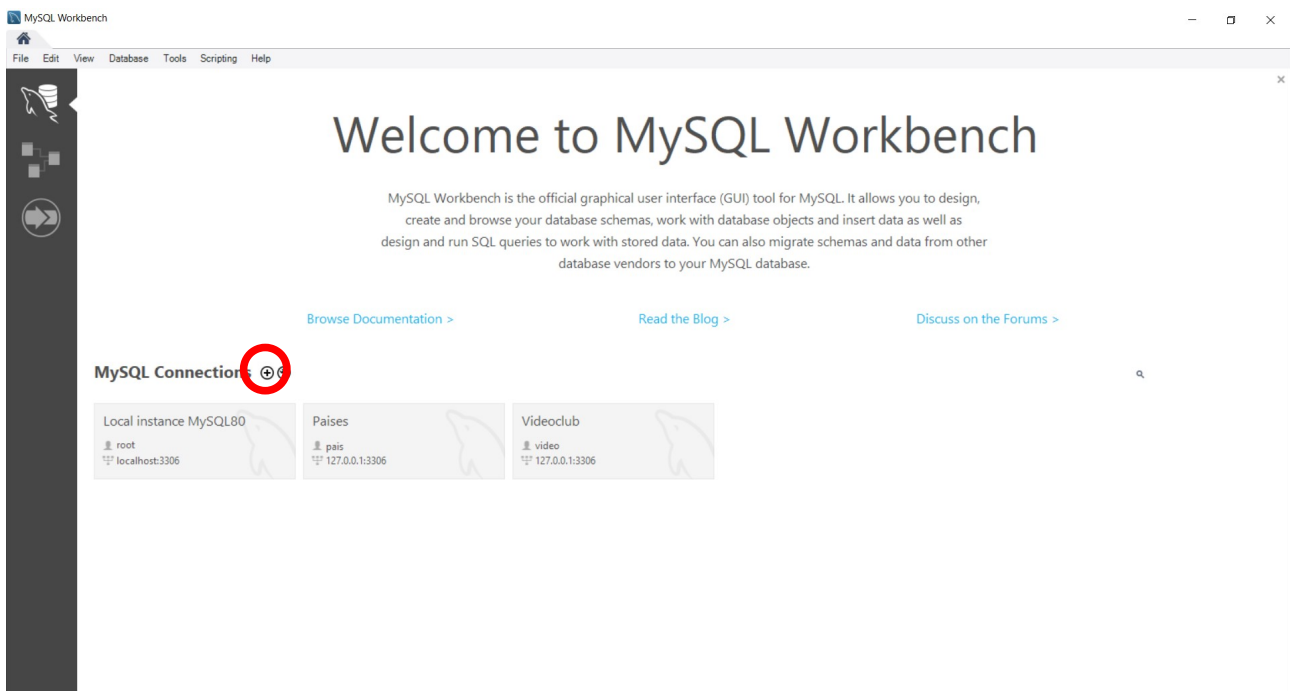 MySQL Workbench
File Edit View Database Tools Scripting Help
Welcome to MySQL Workbench
MySQL Workbench is the official graphical user interface (GUI) tool for MySQL. It allows you to design,
create and browse your database schemas, work with database objects and insert data as well as
design and run SQL queries to work with stored data. You can also migrate schemas and data from other
database vendors to your MySQL database.
Browse Documentation > Read the Blog > Discuss on the Forums >
MySQL Connections
Local instance MySQL80
root
localhost:3306
Paises
pais
127.0.0.1:3306
Videoclub
video
127.0.0.1:3306